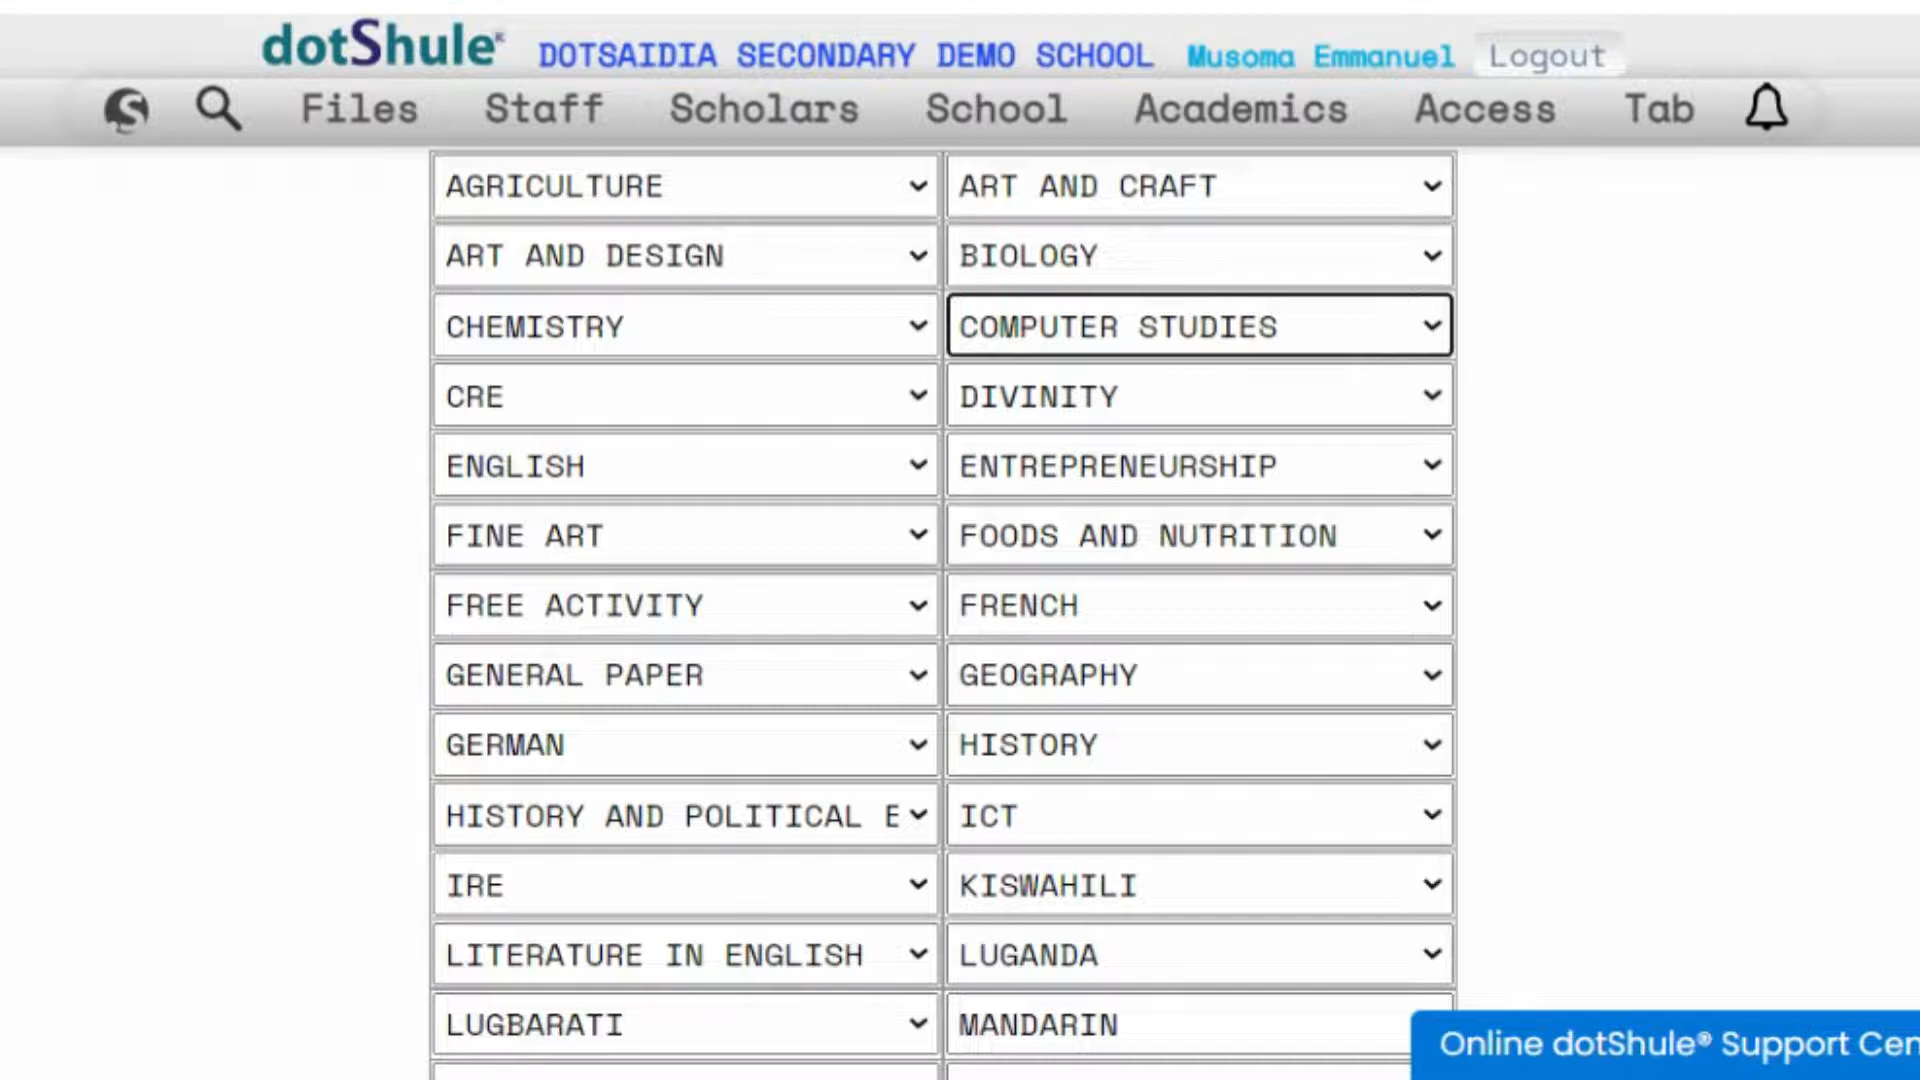 dotShule DOTSAIDIA SECONDARY DEMO SCHOOL Musoma Emmanuel Logout
Files Staff Scholars School Academics Access Tab
AGRICULTURE ART AND CRAFT
ART AND DESIGN BIOLOGY
CHEMISTRY COMPUTER STUDIES
CRE DIVINITY
ENGLISH ENTREPRENEURSHIP
FINE ART FOODS AND NUTRITION
FREE ACTIVITY FRENCH
GENERAL PAPER GEOGRAPHY
GERMAN HISTORY
HISTORY AND POLITICAL E ICT
IRE KISWAHILI
LITERATURE IN ENGLISH LUGANDA
LUGBARATI MANDARIN
Online dotShule® Support Cen